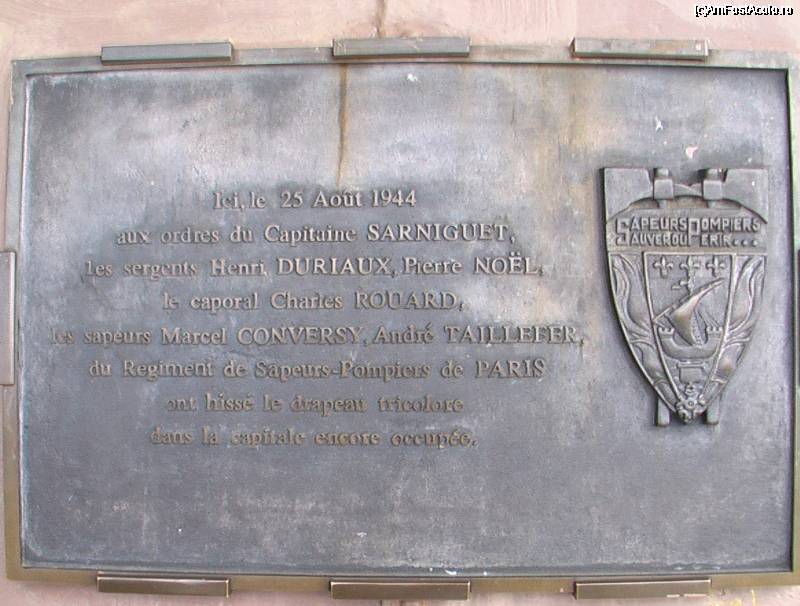 (c)AmFostAcolo.ro
Ici, le 25 Août 1944
aux ordres du Capitaine SARNIGUET,
les sergents Henri, DURIAUX, Pierre NOËL,
le caporal Charles ROUARD,
les sapeurs Marcel CONVERSY, André TAILLEFER,
du Regiment de Sapeurs-Pompiers de PARIS
ont hissé le drapeau tricolore
dans la capitale encore occupée.
SAPEURS POMPIERS
SAUVER OU PERIR...